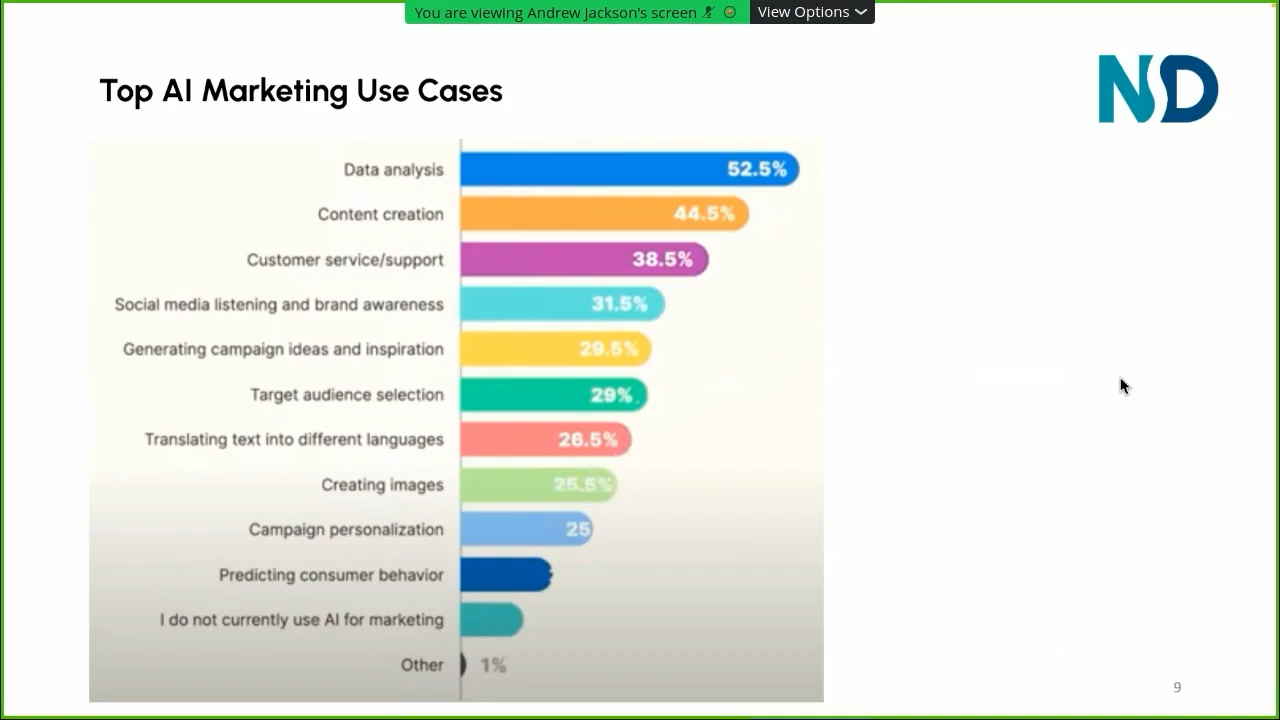 You are viewing Andrew Jackson's screen
View Options
Top AI Marketing Use Cases
ND
Data analysis 52.5%
Content creation 44.5%
Customer service/support 38.5%
Social media listening and brand awareness 31.5%
Generating campaign ideas and inspiration 29.5%
Target audience selection 29%
Translating text into different languages 26.5%
Creating images 25.5%
Campaign personalization 25
Predicting consumer behavior
I do not currently use AI for marketing
Other 1%
9